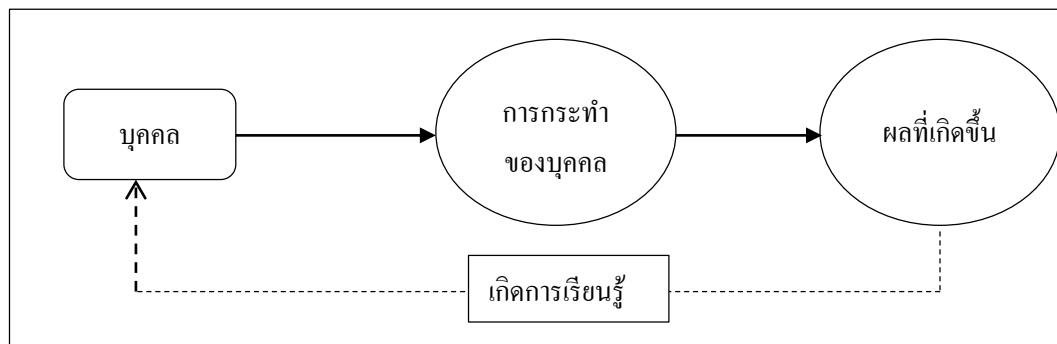 บุคคล
การกระทำ
ของบุคคล
ผลที่เกิดขึ้น
เกิดการเรียนรู้